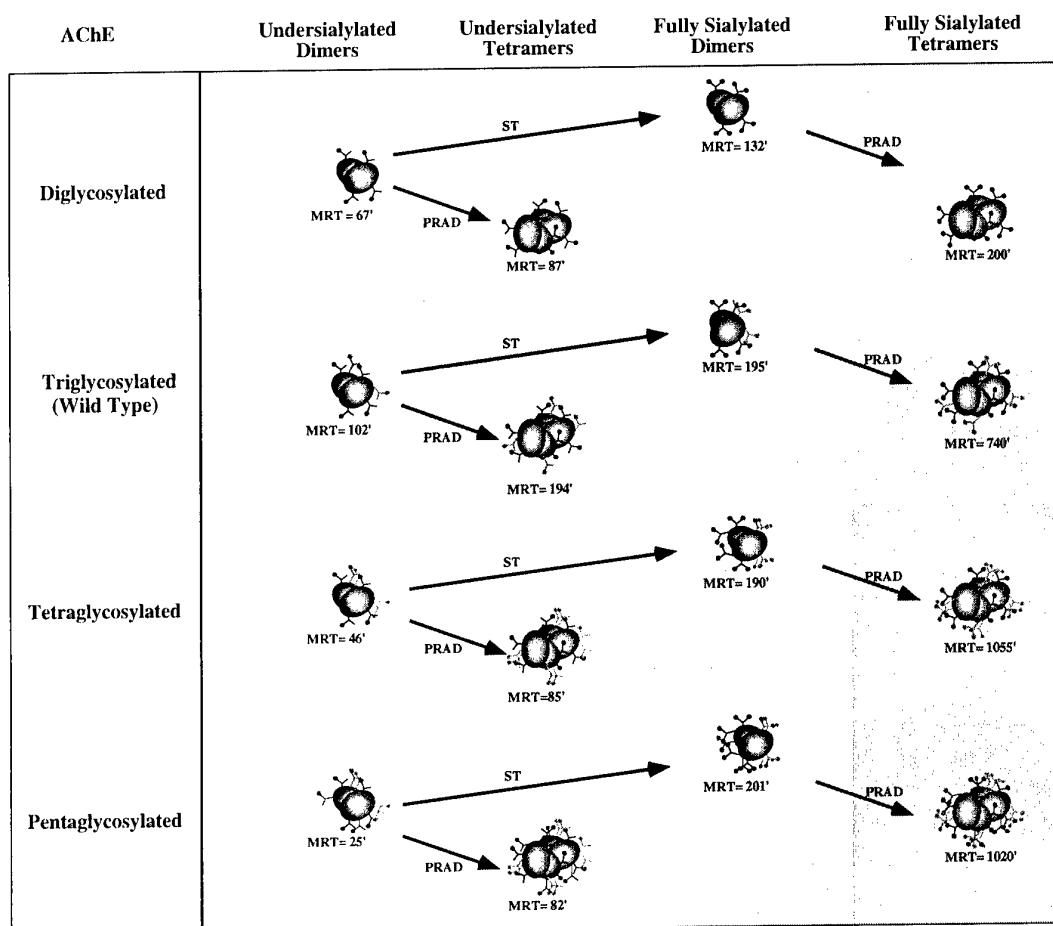 AChE
Undersialylated
Dimers
Undersialylated
Tetramers
Fully Sialylated
Dimers
Fully Sialylated
Tetramers
Diglycosylated
MRT = 67'
ST
PRAD
MRT= 87'
MRT= 132'
PRAD
MRT= 200'
Triglycosylated
(Wild Type)
MRT= 102'
ST
PRAD
MRT= 194'
MRT= 195'
PRAD
MRT= 740'
Tetraglycosylated
MRT= 46'
ST
PRAD
MRT=85'
MRT= 190'
PRAD
MRT= 1055'
Pentaglycosylated
MRT= 25'
ST
PRAD
MRT= 82'
MRT= 201'
PRAD
MRT= 1020'